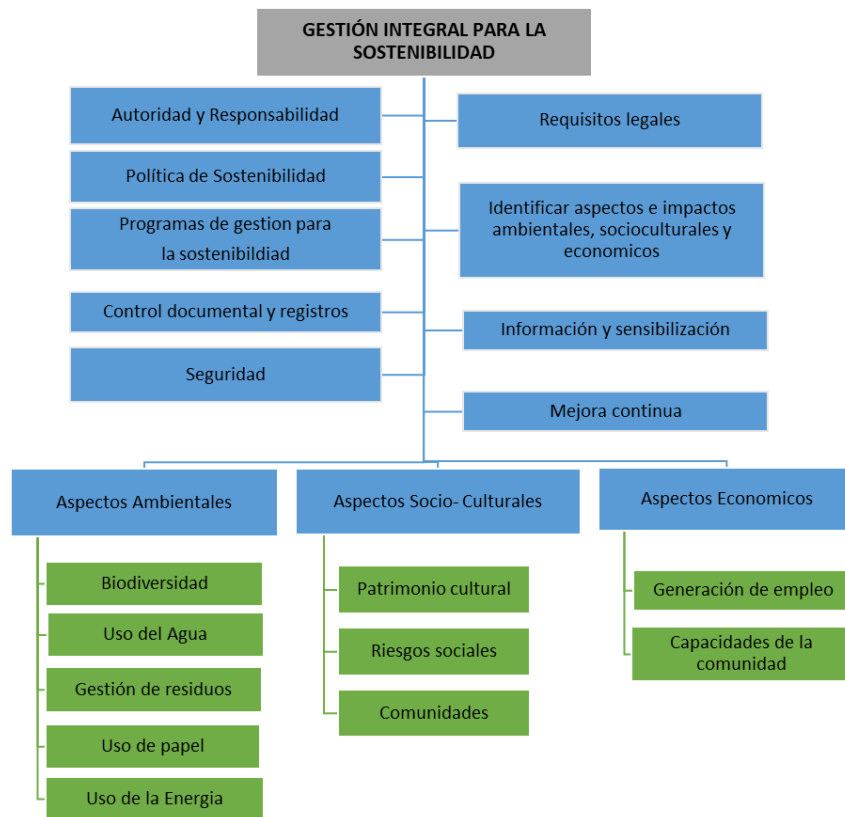 GESTIÓN INTEGRAL PARA LA
SOSTENIBILIDAD
Autoridad y Responsabilidad
Requisitos legales
Política de Sostenibilidad
Identificar aspectos e impactos
ambientales, socioculturales y
economicos
Programas de gestion para
la sostenibildiad
Control documental y registros
Información y sensibilización
Seguridad
Mejora continua
Aspectos Ambientales
Biodiversidad
Uso del Agua
Gestión de residuos
Uso de papel
Uso de la Energia
Aspectos Socio- Culturales
Patrimonio cultural
Riesgos sociales
Comunidades
Aspectos Economicos
Generación de empleo
Capacidades de la
comunidad